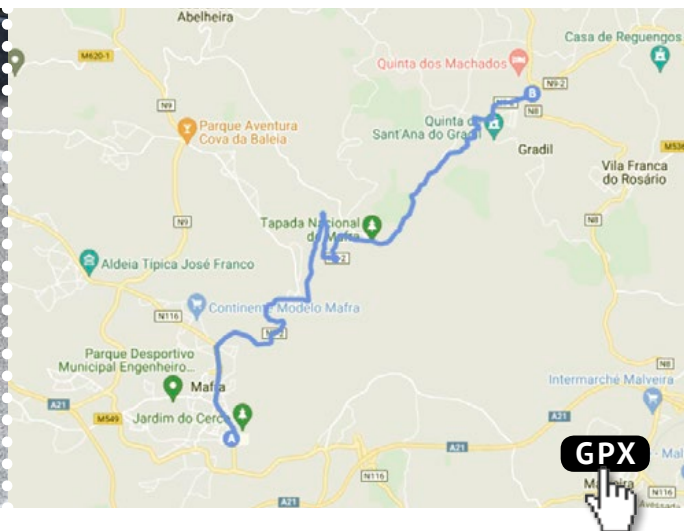 Abelheira
Casa de Reguengos
M620-1
Quinta dos Machados
N9-2
B
N9
N8
Parque Aventura
Cova da Baleia
Quinta d
Sant'Ana do Gradil
Gradil
Vila Franca
do Rosário
N9
Tapada Nacional
de Mafra
N8
Aldeia Típica José Franco
Continente Modelo Mafra
N116
Parque Desportivo
Municipal Engenheiro...
N8
Mafra
Intermarché Malveira
A21
M549
Jardim do Cerco
A
A21
GPX
N116
N116
A21